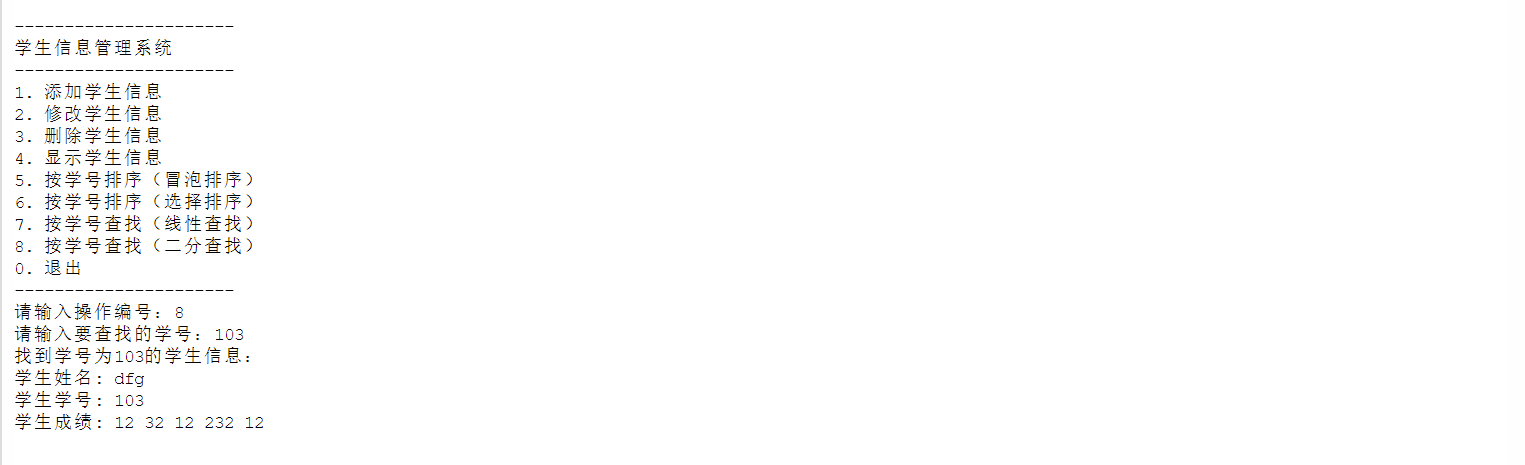 ----------------------
学生信息管理系统
----------------------
1. 添加学生信息
2. 修改学生信息
3. 删除学生信息
4. 显示学生信息
5. 按学号排序（冒泡排序）
6. 按学号排序（选择排序）
7. 按学号查找（线性查找）
8. 按学号查找（二分查找）
0. 退出
----------------------
请输入操作编号：8
请输入要查找的学号：103
找到学号为103的学生信息：
学生姓名：dfg
学生学号：103
学生成绩：12 32 12 232 12